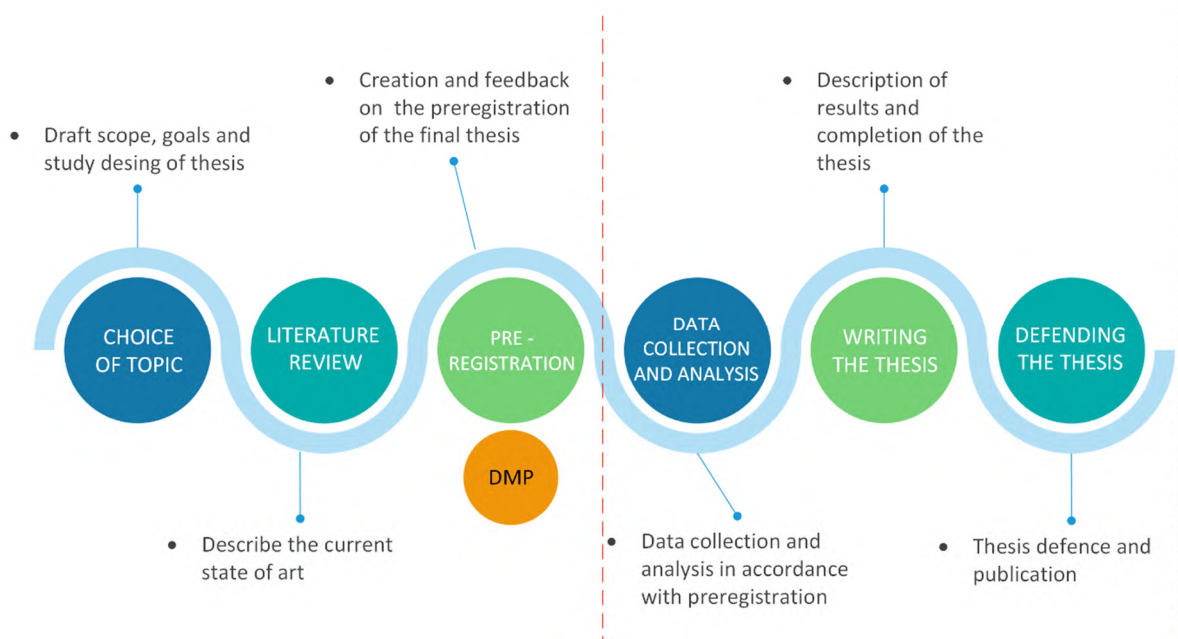 • Creation and feedback
on the preregistration
of the final thesis
• Description of
results and
completion of the
thesis
• Draft scope, goals and
study desing of thesis
CHOICE
OF TOPIC
LITERATURE
REVIEW
PRE -
REGISTRATION
DATA
COLLECTION
AND ANALYSIS
WRITING
THE THESIS
DEFENDING
THE THESIS
DMP
• Describe the current
state of art
• Data collection and
analysis in accordance
with preregistration
• Thesis defence and
publication